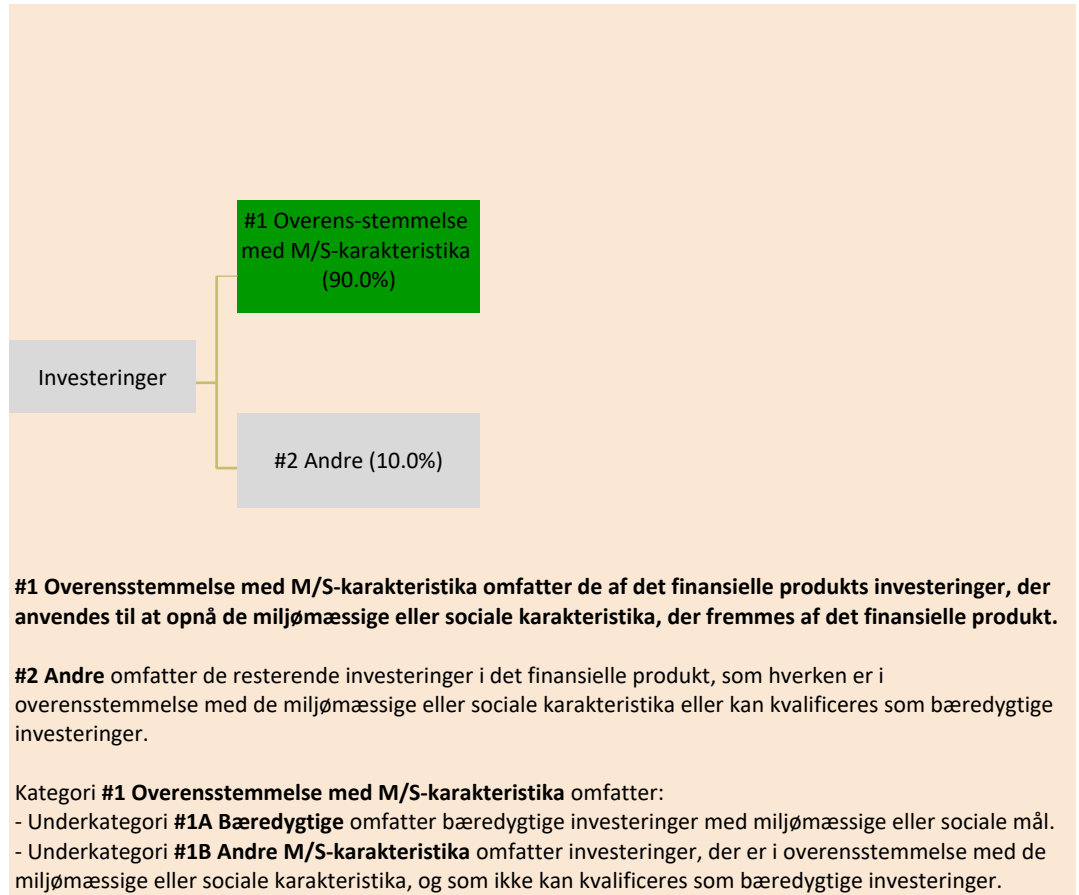 #1 Overens-stemmelse
med M/S-karakteristika
(90.0%)
Investeringer
#2 Andre (10.0%)
#1 Overensstemmelse med M/S-karakteristika omfatter de af det finansielle produkts investeringer, der
anvendes til at opnå de miljømæssige eller sociale karakteristika, der fremmes af det finansielle produkt.
#2 Andre omfatter de resterende investeringer i det finansielle produkt, som hverken er i
overensstemmelse med de miljømæssige eller sociale karakteristika eller kan kvalificeres som bæredygtige
investeringer.
Kategori #1 Overensstemmelse med M/S-karakteristika omfatter:
- Underkategori #1A Bæredygtige omfatter bæredygtige investeringer med miljømæssige eller sociale mål.
- Underkategori #1B Andre M/S-karakteristika omfatter investeringer, der er i overensstemmelse med de
miljømæssige eller sociale karakteristika, og som ikke kan kvalificeres som bæredygtige investeringer.